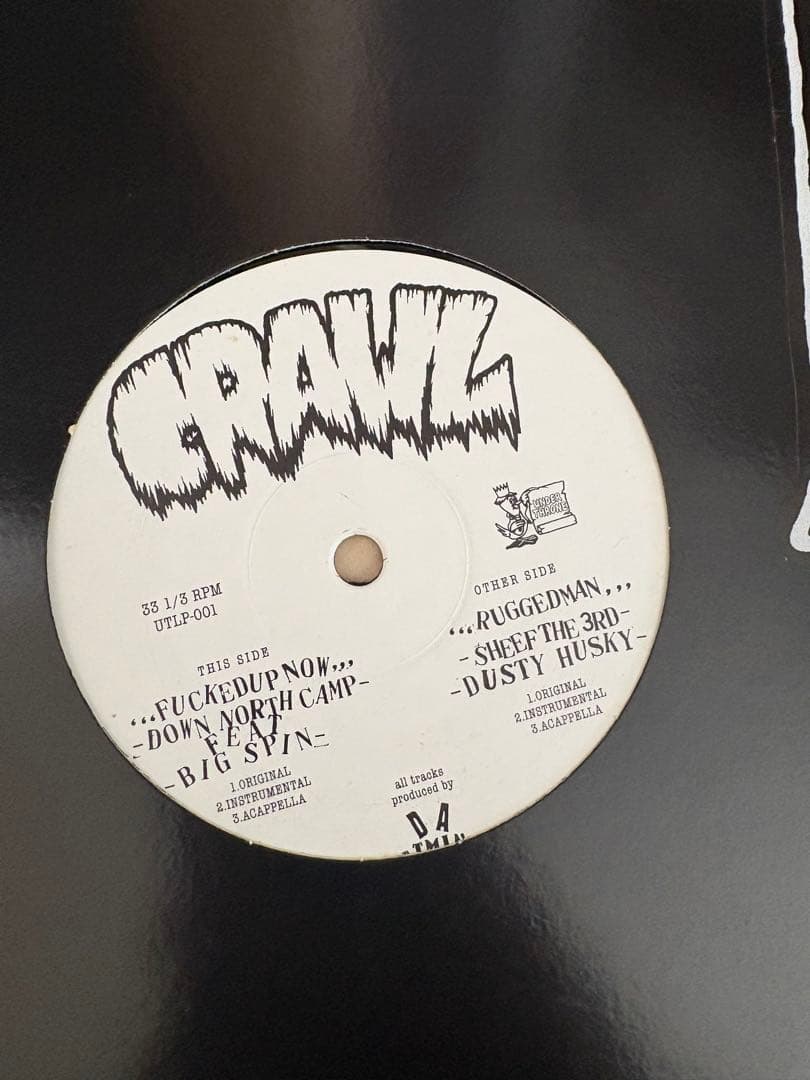 CRAWL
UNDER
THRONE
33 1/3 RPM
UTLP-001
THIS SIDE
,,,FUCKEDUP NOW,,,
-DOWN NORTH CAMP-
FEAT
-BIG SPIN-
1.ORIGINAL
2.INSTRUMENTAL
3.ACAPPELLA
OTHER SIDE
,,,RUGGEDMAN,,,
-SHEEF THE 3RD-
-DUSTY HUSKY-
1.ORIGINAL
2.INSTRUMENTAL
3.ACAPPELLA
all tracks
produced by
DA